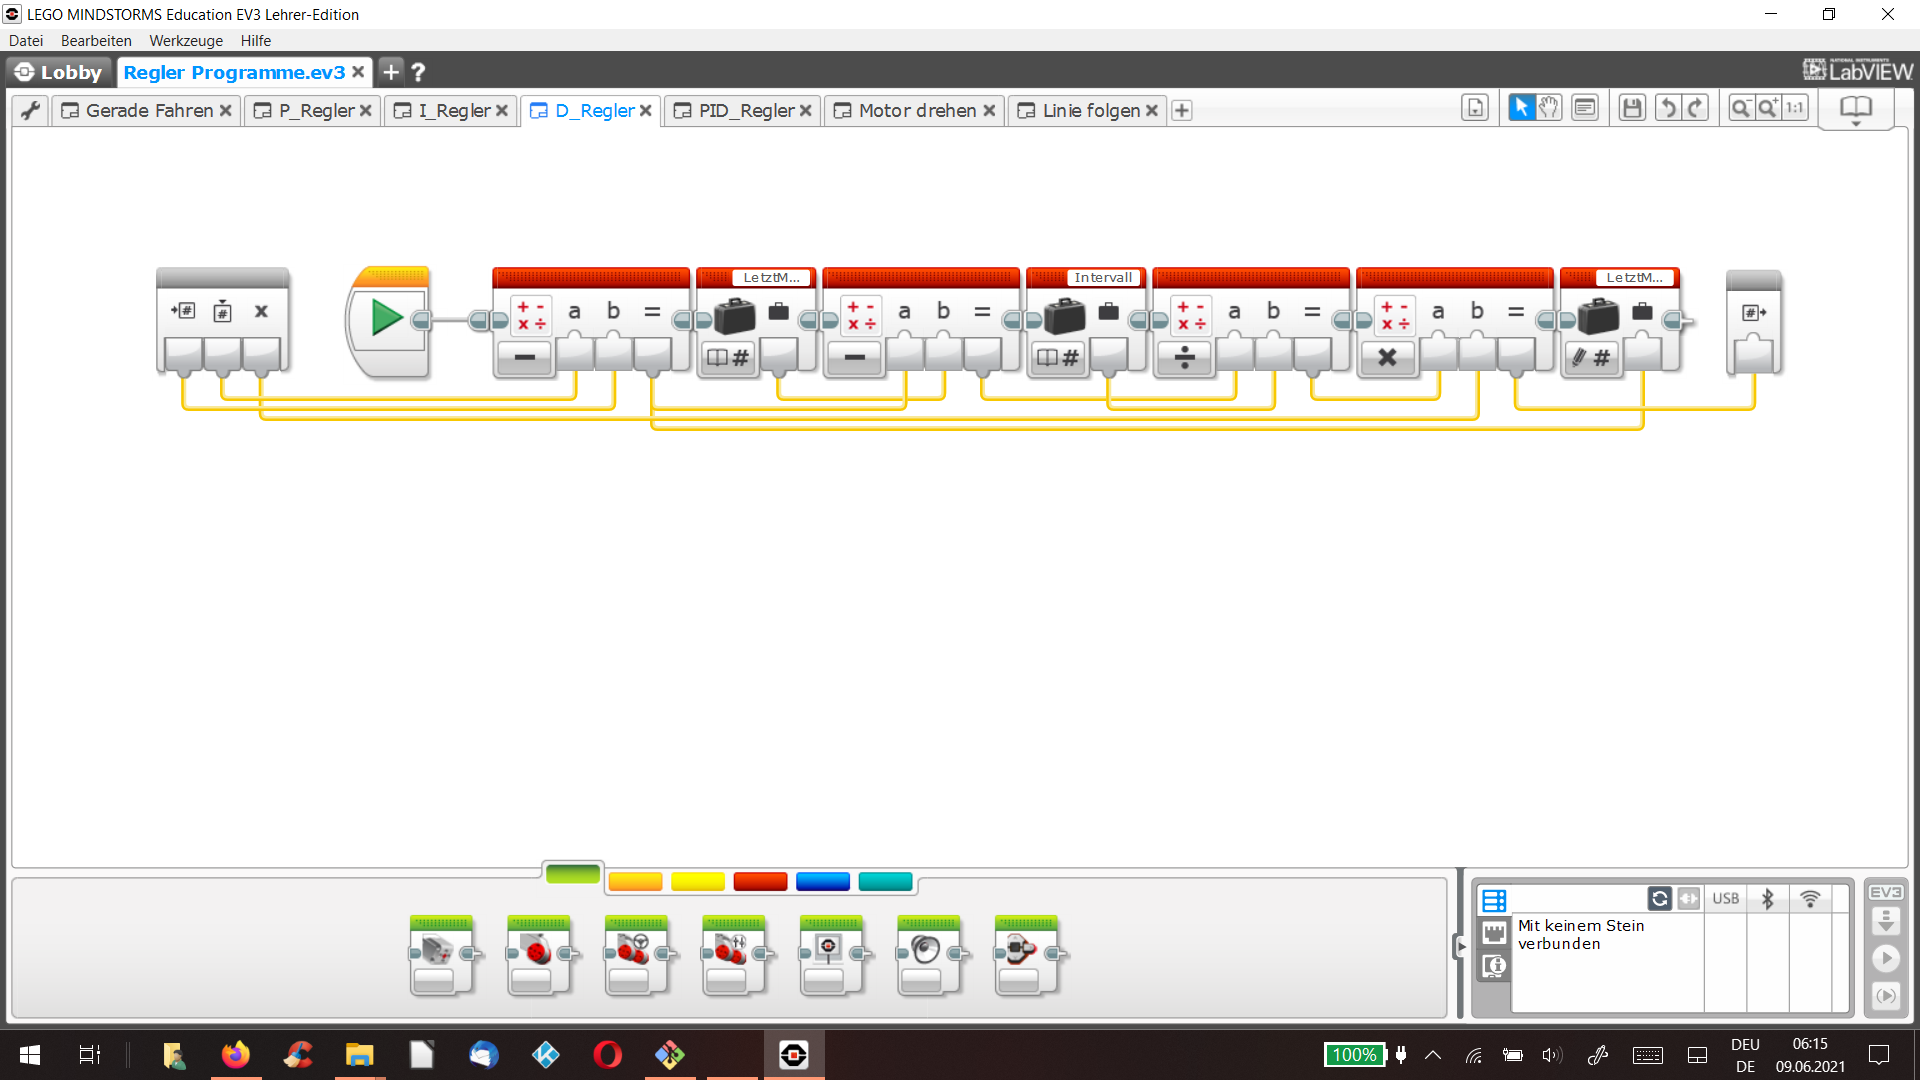 LEGO MINDSTORMS Education EV3 Lehrer-Edition
Datei Bearbeiten Werkzeuge Hilfe
Lobby Regler Programme.ev3 + ?
NATIONAL INSTRUMENTS
LabVIEW
Gerade Fahren P_Regler I_Regler D_Regler PID_Regler Motor drehen Linie folgen 1:1
LetztM... Intervall LetztM...
# # x a b = a b = a b = a b = #
# # #
USB EV3
Mit keinem Stein
verbunden
100%
DEU
DE
06:15
09.06.2021